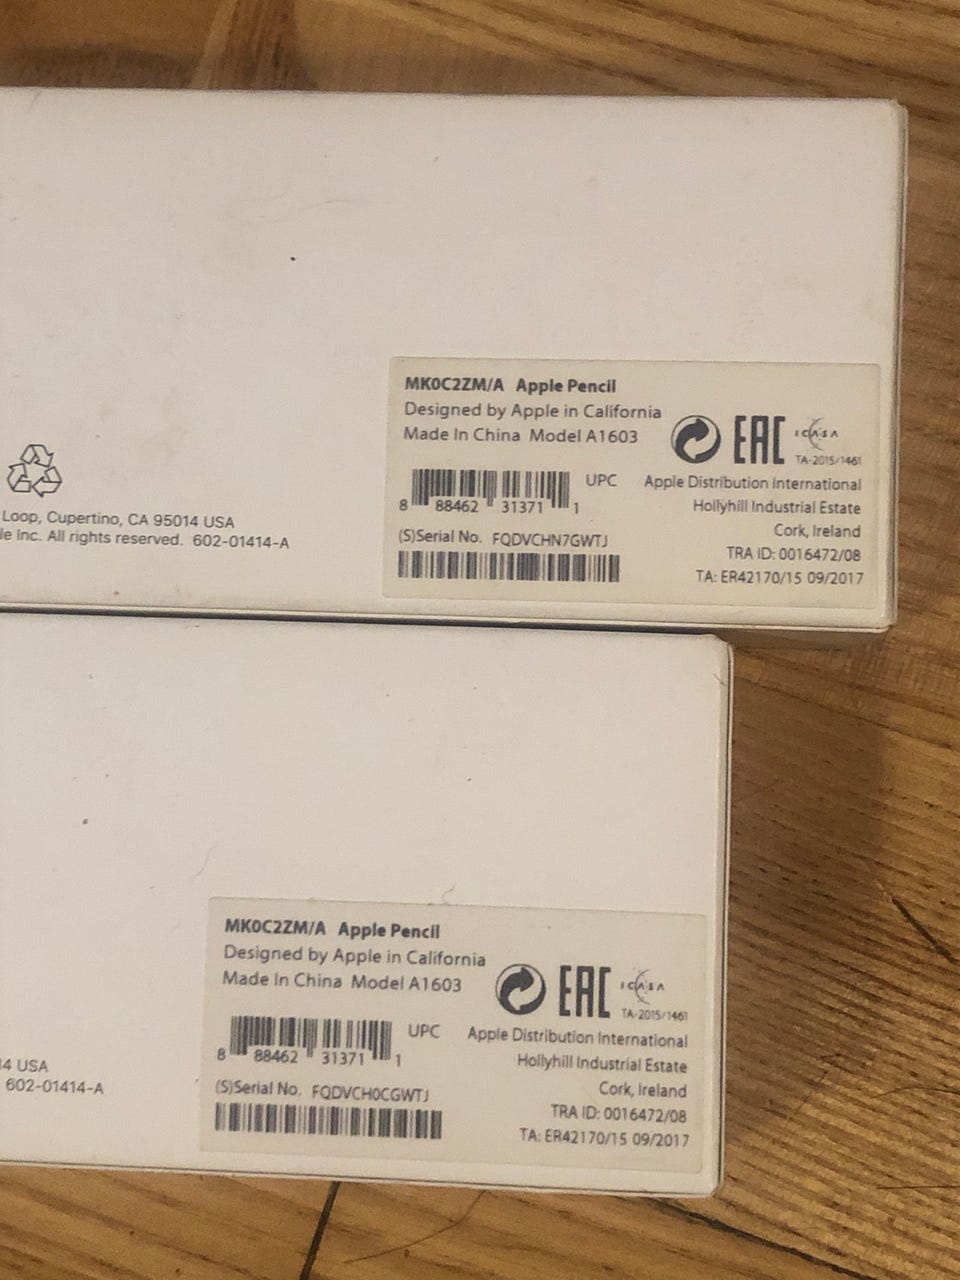 MK0C2ZM/A Apple Pencil
Designed by Apple in California
Made In China Model A1603
EAC
ICASA
TA-2015/1461
UPC
8 88462 31371 1
(S)Serial No. FQDVCHN7GWTJ
Apple Distribution International
Hollyhill Industrial Estate
Cork, Ireland
TRA ID: 0016472/08
TA: ER42170/15 09/2017
Loop, Cupertino, CA 95014 USA
le Inc. All rights reserved. 602-01414-A
MK0C2ZM/A Apple Pencil
Designed by Apple in California
Made In China Model A1603
EAC
ICASA
TA-2015/1461
UPC
8 88462 31371 1
(S)Serial No. FQDVCH0CGWTJ
Apple Distribution International
Hollyhill Industrial Estate
Cork, Ireland
TRA ID: 0016472/08
TA: ER42170/15 09/2017
14 USA
602-01414-A